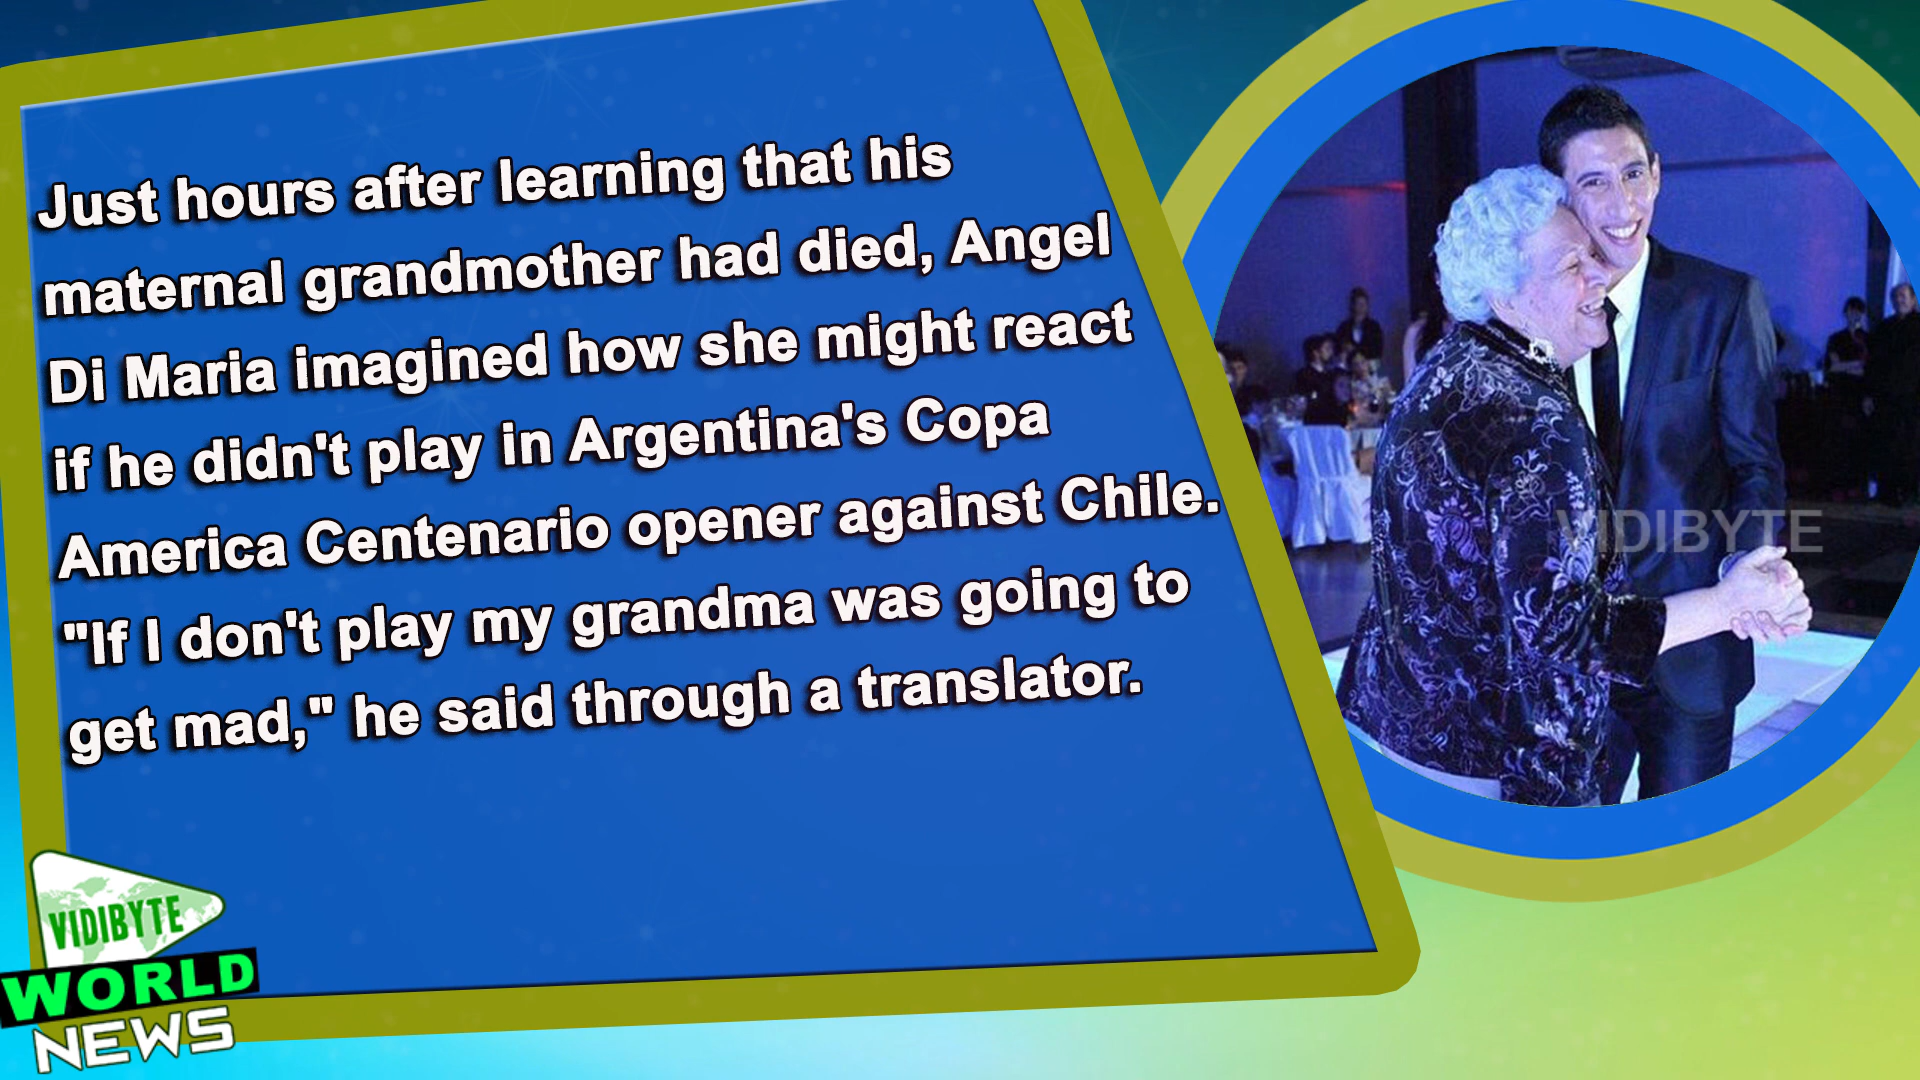 Just hours after learning that his
maternal grandmother had died, Angel
Di Maria imagined how she might react
if he didn't play in Argentina's Copa
America Centenario opener against Chile.
"If I don't play my grandma was going to
get mad," he said through a translator.
VIDIBYTE
VIDIBYTE
WORLD
NEWS